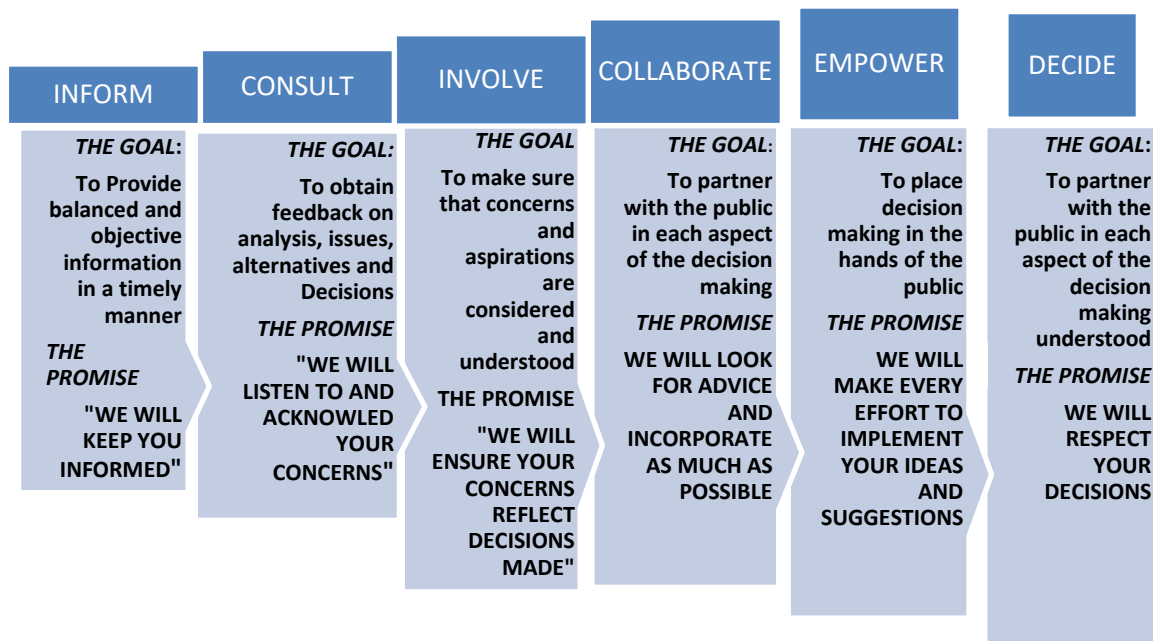 INFORM
THE GOAL:
To Provide
balanced and
objective
information
in a timely
manner
THE
PROMISE
"WE WILL
KEEP YOU
INFORMED"
CONSULT
THE GOAL:
To obtain
feedback on
analysis, issues,
alternatives and
Decisions
THE PROMISE
"WE WILL
LISTEN TO AND
ACKNOWLED
YOUR
CONCERNS"
INVOLVE
THE GOAL
To make sure
that concerns
and
aspirations
are
considered
and
understood
THE PROMISE
"WE WILL
ENSURE YOUR
CONCERNS
REFLECT
DECISIONS
MADE"
COLLABORATE
THE GOAL:
To partner
with the public
in each aspect
of the decision
making
THE PROMISE
WE WILL LOOK
FOR ADVICE
AND
INCORPORATE
AS MUCH AS
POSSIBLE
EMPOWER
THE GOAL:
To place
decision
making in the
hands of the
public
THE PROMISE
WE WILL
MAKE EVERY
EFFORT TO
IMPLEMENT
YOUR IDEAS
AND
SUGGESTIONS
DECIDE
THE GOAL:
To partner
with the
public in each
aspect of the
decision
making
understood
THE PROMISE
WE WILL
RESPECT
YOUR
DECISIONS